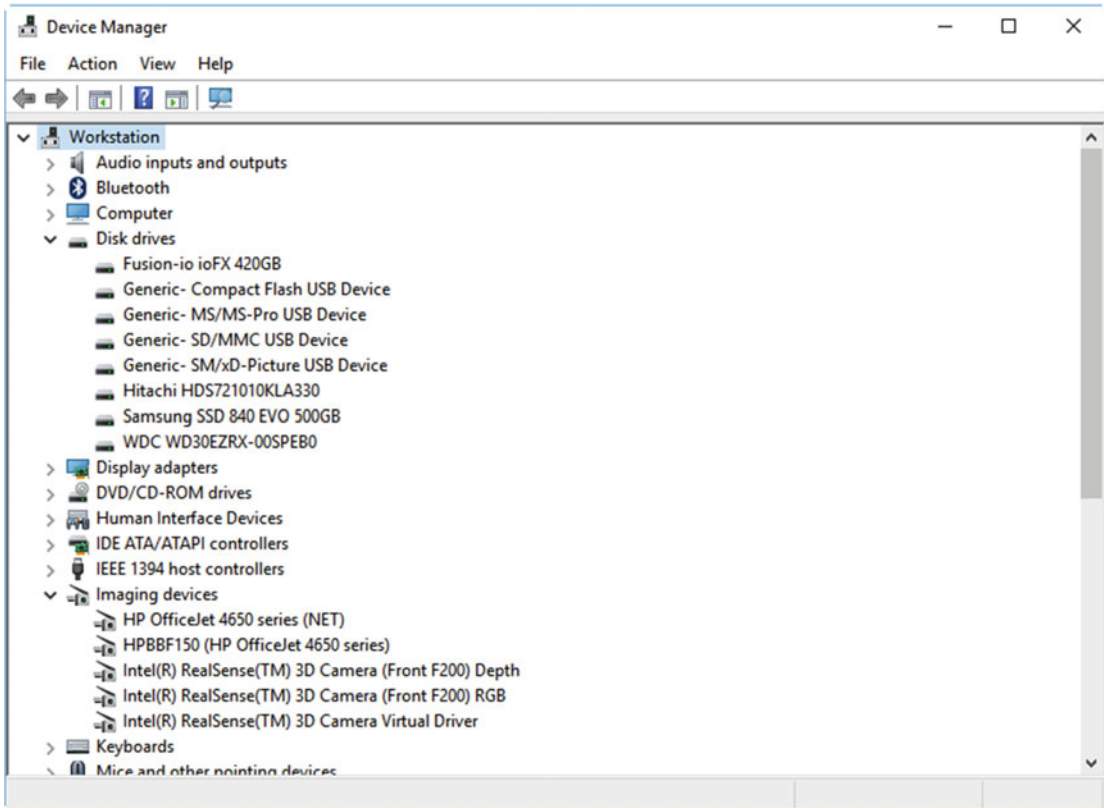 Device Manager
File Action View Help
Workstation
Audio inputs and outputs
Bluetooth
Computer
Disk drives
Fusion-io ioFX 420GB
Generic- Compact Flash USB Device
Generic- MS/MS-Pro USB Device
Generic- SD/MMC USB Device
Generic- SM/xD-Picture USB Device
Hitachi HDS721010KLA330
Samsung SSD 840 EVO 500GB
WDC WD30EZRX-00SPEB0
Display adapters
DVD/CD-ROM drives
Human Interface Devices
IDE ATA/ATAPI controllers
IEEE 1394 host controllers
Imaging devices
HP OfficeJet 4650 series (NET)
HPBBF150 (HP OfficeJet 4650 series)
Intel(R) RealSense(TM) 3D Camera (Front F200) Depth
Intel(R) RealSense(TM) 3D Camera (Front F200) RGB
Intel(R) RealSense(TM) 3D Camera Virtual Driver
Keyboards
Mice and other pointing devices